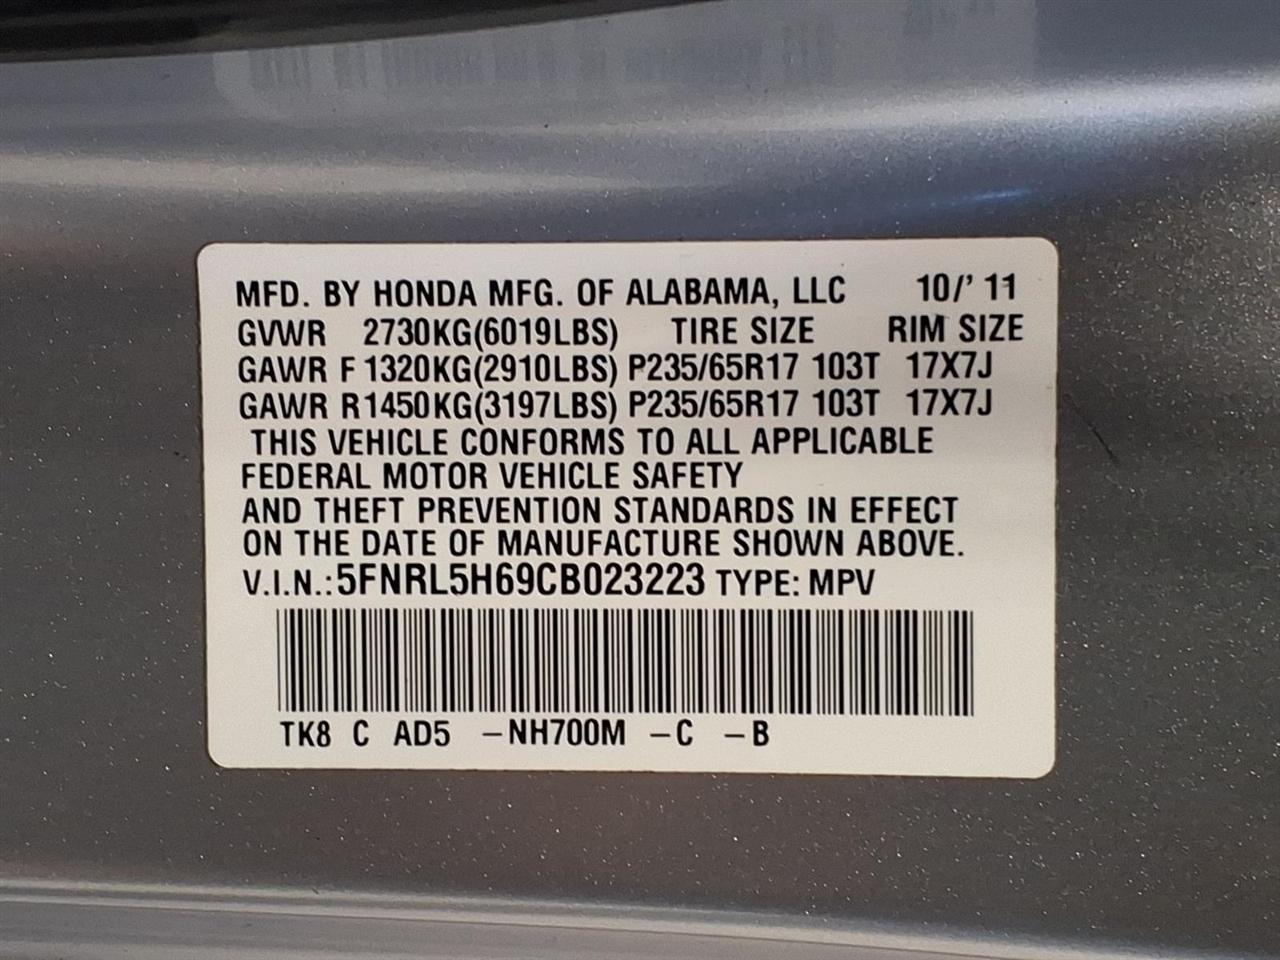 MFD. BY HONDA MFG. OF ALABAMA, LLC 10/' 11
GVWR 2730KG(6019LBS) TIRE SIZE RIM SIZE
GAWR F 1320KG(2910LBS) P235/65R17 103T 17X7J
GAWR R1450KG(3197LBS) P235/65R17 103T 17X7J
THIS VEHICLE CONFORMS TO ALL APPLICABLE
FEDERAL MOTOR VEHICLE SAFETY
AND THEFT PREVENTION STANDARDS IN EFFECT
ON THE DATE OF MANUFACTURE SHOWN ABOVE.
V.I.N.: 5FNRL5H69CB023223 TYPE: MPV
TK8 C AD5 –NH700M –C –B